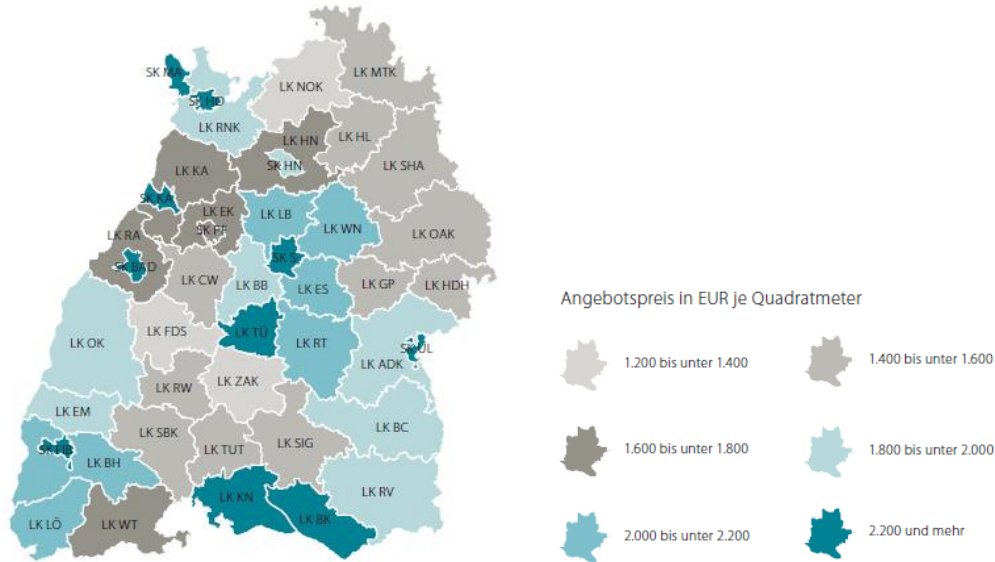 LK MTK
SK MA
LK NOK
SK HD
LK RNK
LK HN
LK HL
SK HN
LK SHA
LK KA
SK KA
LK EK
LK LB
LK WN
SK PF
LK RA
LK OAK
SK S
SK BAD
LK CW
LK BB
LK ES
LK GP
LK HDH
LK FDS
LK TÜ
LK RT
LK OK
SK UL
LK ADK
LK RW
LK ZAK
LK EM
LK BC
LK SBK
LK SIG
LK TUT
LK BH
LK RV
LK KN
LK LÖ
LK WT
LK BK
Angebotspreis in EUR je Quadratmeter
1.200 bis unter 1.400
1.400 bis unter 1.600
1.600 bis unter 1.800
1.800 bis unter 2.000
2.000 bis unter 2.200
2.200 und mehr